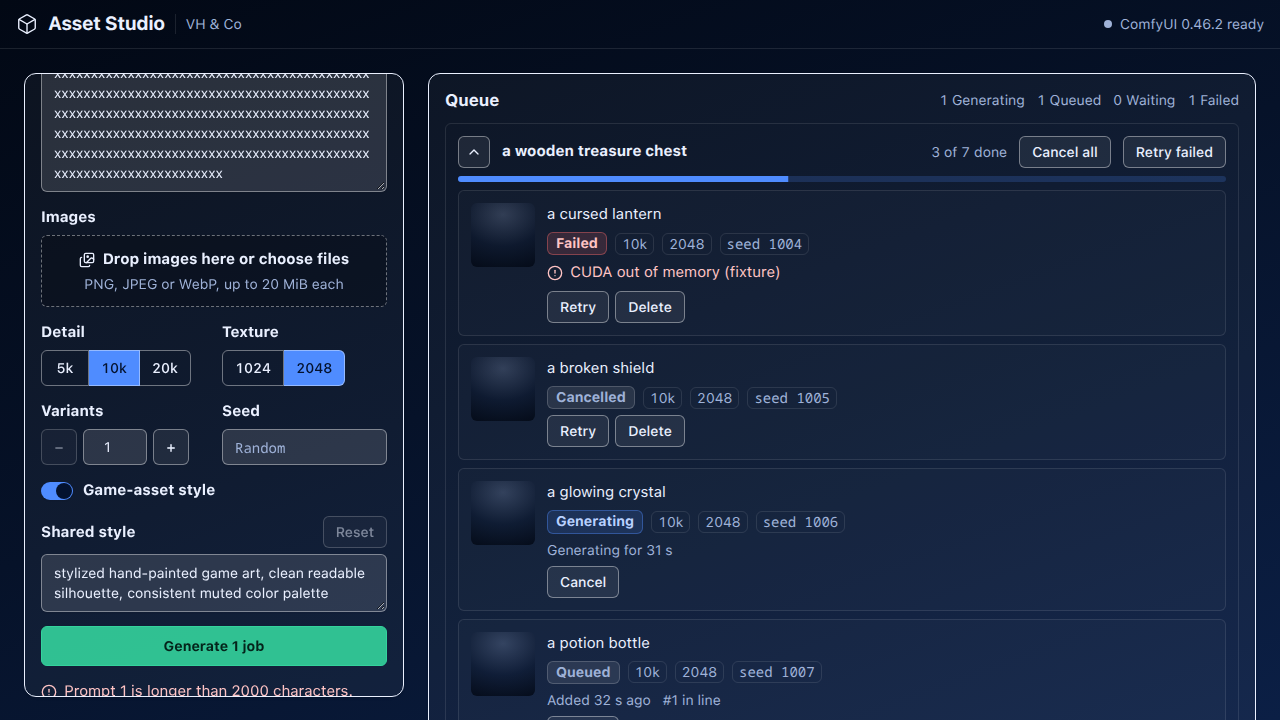 Asset Studio
VH & Co
ComfyUI 0.46.2 ready
xxxxxxxxxxxxxxxxxxxxxxxxxxxxxxxxxxxxxxxxxxx
xxxxxxxxxxxxxxxxxxxxxxxxxxxxxxxxxxxxxxxxxxx
xxxxxxxxxxxxxxxxxxxxxxxxxxxxxxxxxxxxxxxxxxx
xxxxxxxxxxxxxxxxxxxxxxxxxxxxxxxxxxxxxxxxxxx
xxxxxxxxxxxxxxxxxxxxxxxxxxxxxxxxxxxxxxxxxxx
xxxxxxxxxxxxxxxxxxxxxxx
Images
Drop images here or choose files
PNG, JPEG or WebP, up to 20 MiB each
Detail
Texture
5k 10k 20k
1024 2048
Variants
Seed
− 1 +
Random
Game-asset style
Shared style
Reset
stylized hand-painted game art, clean readable
silhouette, consistent muted color palette
Generate 1 job
Prompt 1 is longer than 2000 characters.
Queue
1 Generating 1 Queued 0 Waiting 1 Failed
a wooden treasure chest
3 of 7 done
Cancel all
Retry failed
a cursed lantern
Failed 10k 2048 seed 1004
CUDA out of memory (fixture)
Retry Delete
a broken shield
Cancelled 10k 2048 seed 1005
Retry Delete
a glowing crystal
Generating 10k 2048 seed 1006
Generating for 31 s
Cancel
a potion bottle
Queued 10k 2048 seed 1007
Added 32 s ago #1 in line